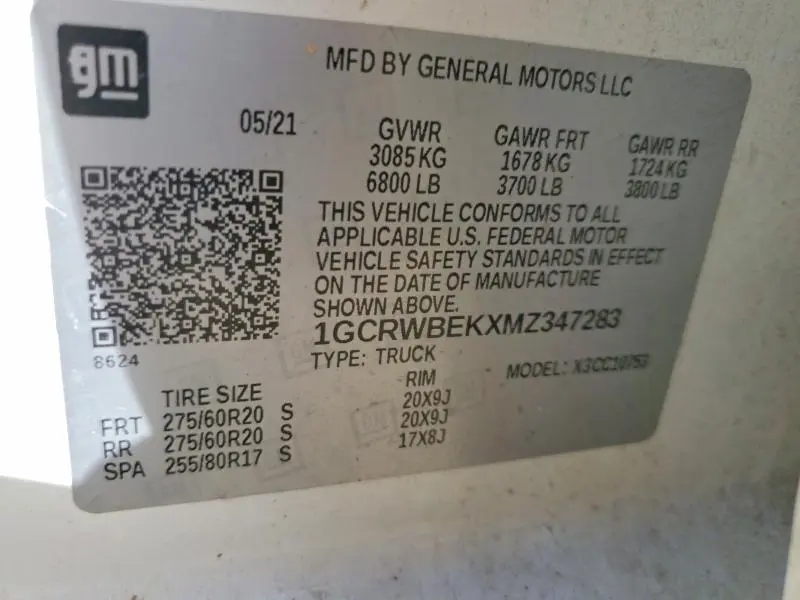 gm
MFD BY GENERAL MOTORS LLC
05/21
GVWR GAWR FRT GAWR RR
3085 KG 1678 KG 1724 KG
6800 LB 3700 LB 3800 LB
THIS VEHICLE CONFORMS TO ALL
APPLICABLE U.S. FEDERAL MOTOR
VEHICLE SAFETY STANDARDS IN EFFECT
ON THE DATE OF MANUFACTURE
SHOWN ABOVE.
1GCRWBEKXMZ347283
8624
TYPE: TRUCK
MODEL:
TIRE SIZE RIM
FRT 275/60R20 S 20X9J
RR 275/60R20 S 20X9J
SPA 255/80R17 S 17X8J